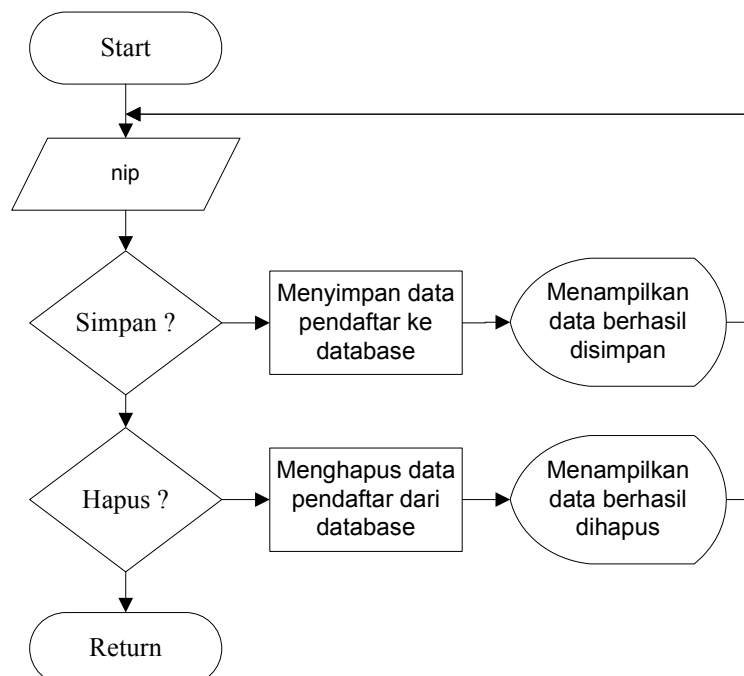 Start
nip
Simpan ?
Menyimpan data
pendaftar ke
database
Menampilkan
data berhasil
disimpan
Hapus ?
Menghapus data
pendaftar dari
database
Menampilkan
data berhasil
dihapus
Return